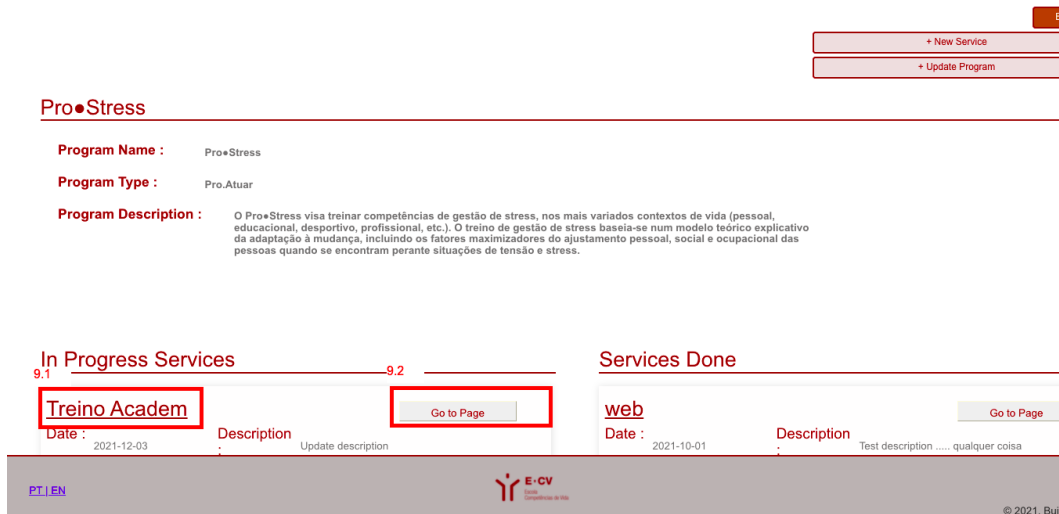 + New Service
+ Update Program
Pro●Stress
Program Name : Pro●Stress
Program Type : Pro.Atuar
Program Description : O Pro●Stress visa treinar competências de gestão de stress, nos mais variados contextos de vida (pessoal,
educacional, desportivo, profissional, etc.). O treino de gestão de stress baseía-se num modelo teórico explicativo
da adaptação à mudança, incluindo os fatores maximizadores do ajustamento pessoal, social e ocupacional das
pessoas quando se encontram perante situações de tensão e stress.
In Progress Services
9.1
9.2
Treino Academ
Go to Page
Date : 2021-12-03
Description : Update description
Services Done
web
Go to Page
Date : 2021-10-01
Description : Test description ..... qualquer coisa
PT | EN
E·CV
Escola
Competências de Vida
© 2021, Bui